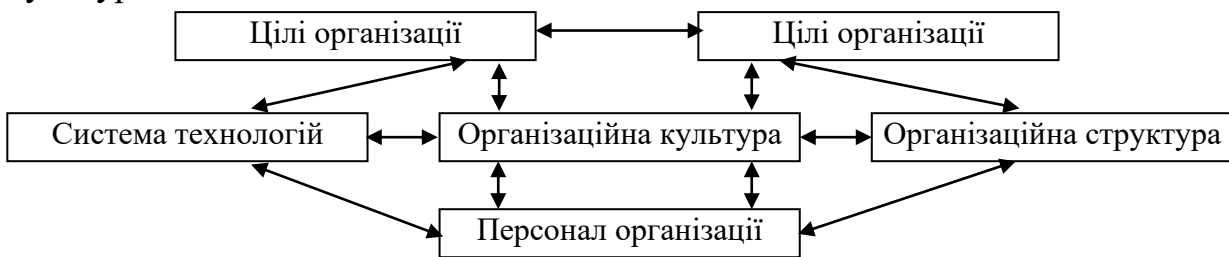 Цілі організації Цілі організації
Система технологій Організаційна культура Організаційна структура
Персонал організації